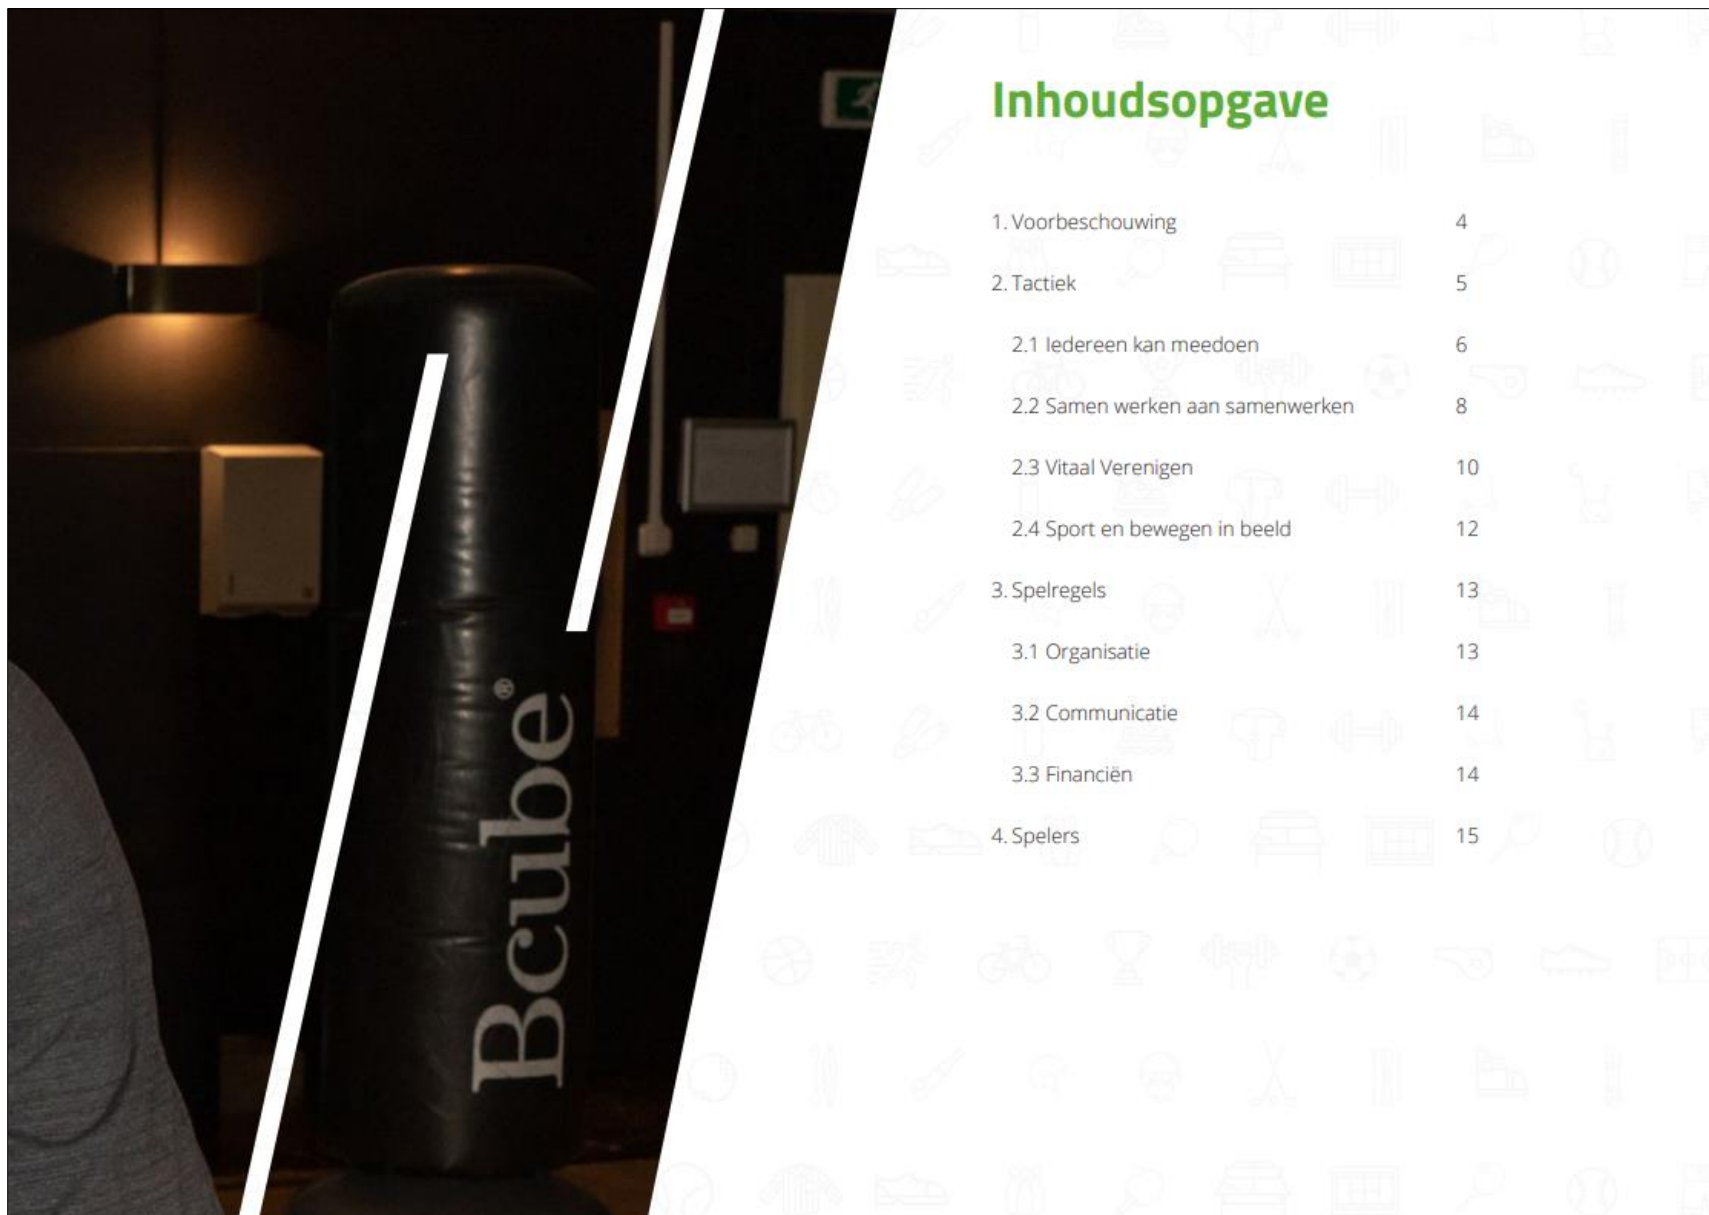 Inhoudsopgave
1. Voorbeschouwing 4
2. Tactiek 5
2.1 Iedereen kan meedoen 6
2.2 Samen werken aan samenwerken 8
2.3 Vitaal Verenigen 10
2.4 Sport en bewegen in beeld 12
3. Spelregels 13
3.1 Organisatie 13
3.2 Communicatie 14
3.3 Financiën 14
4. Spelers 15
Bcube®